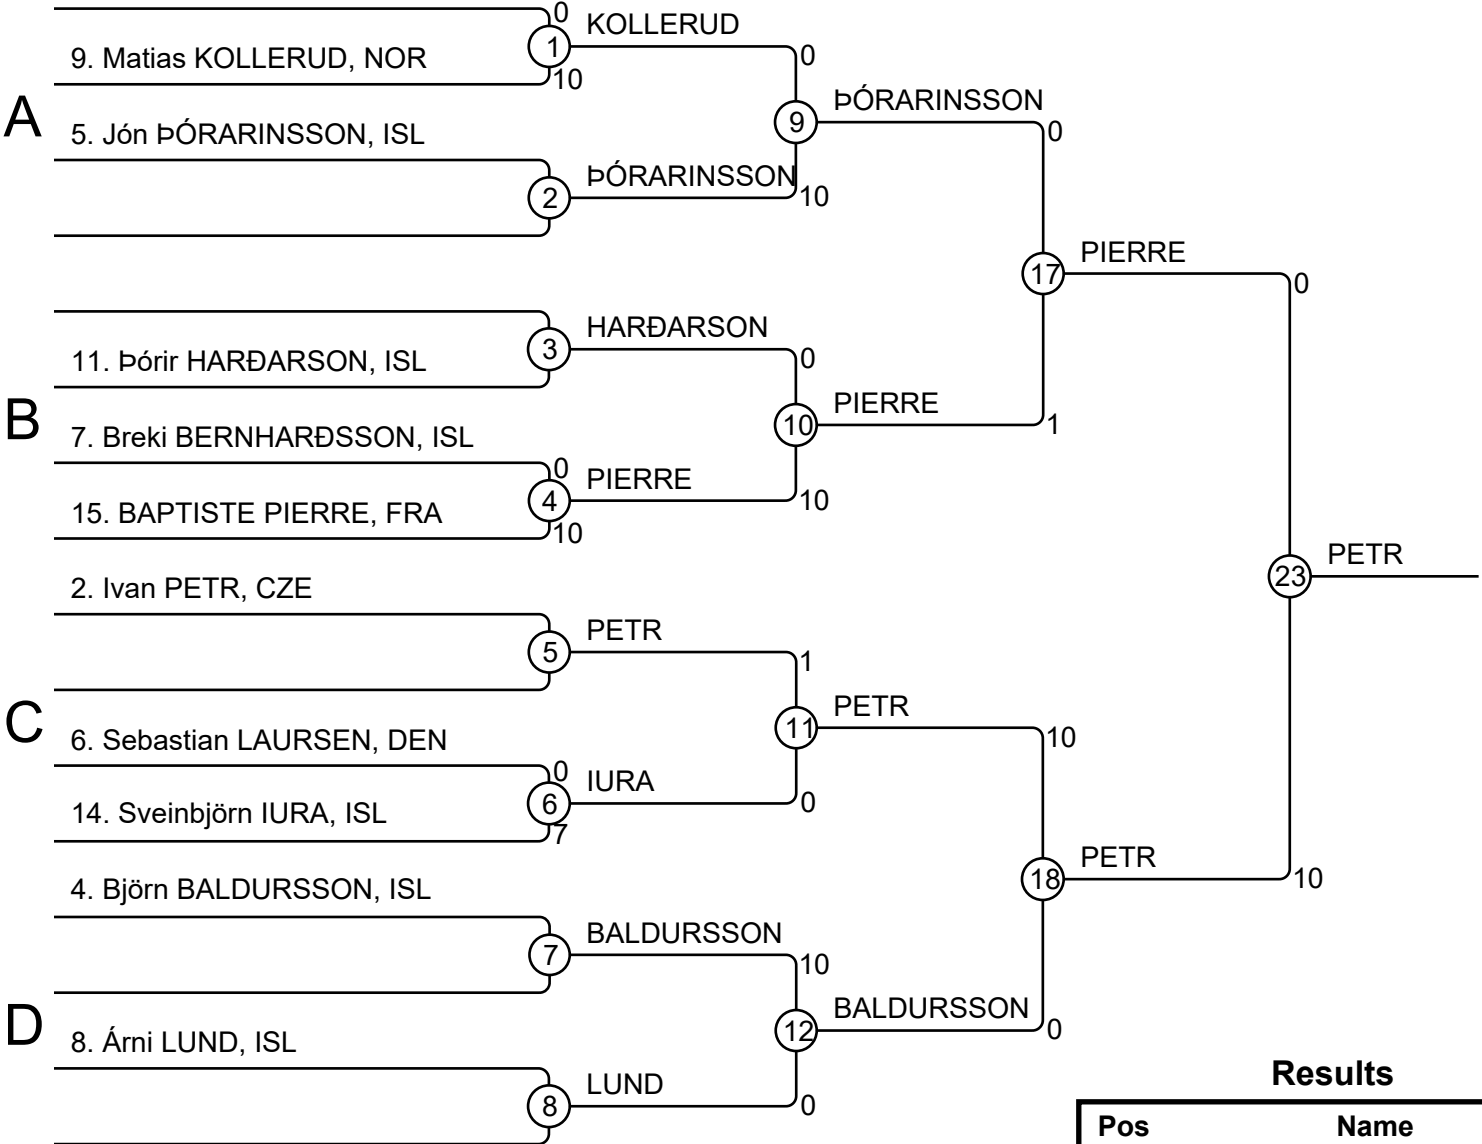 0
KOLLERUD
1
9. Matias KOLLERUD, NOR
10
0
A
ÞÓRARINSSON
9
0
5. Jón ÞÓRARINSSON, ISL
ÞÓRARINSSON
2
10
PIERRE
17
0
HARÐARSON
3
11. Þórir HARÐARSON, ISL
0
B
PIERRE
10
1
7. Breki BERNHARÐSSON, ISL
0
PIERRE
4
10
15. BAPTISTE PIERRE, FRA
10
PETR
23
2. Ivan PETR, CZE
PETR
5
1
C
PETR
11
10
6. Sebastian LAURSEN, DEN
0
IURA
6
0
14. Sveinbjörn IURA, ISL
7
PETR
18
10
4. Björn BALDURSSON, ISL
BALDURSSON
7
10
D
BALDURSSON
12
0
8. Árni LUND, ISL
LUND
8
0
Results
Pos Name